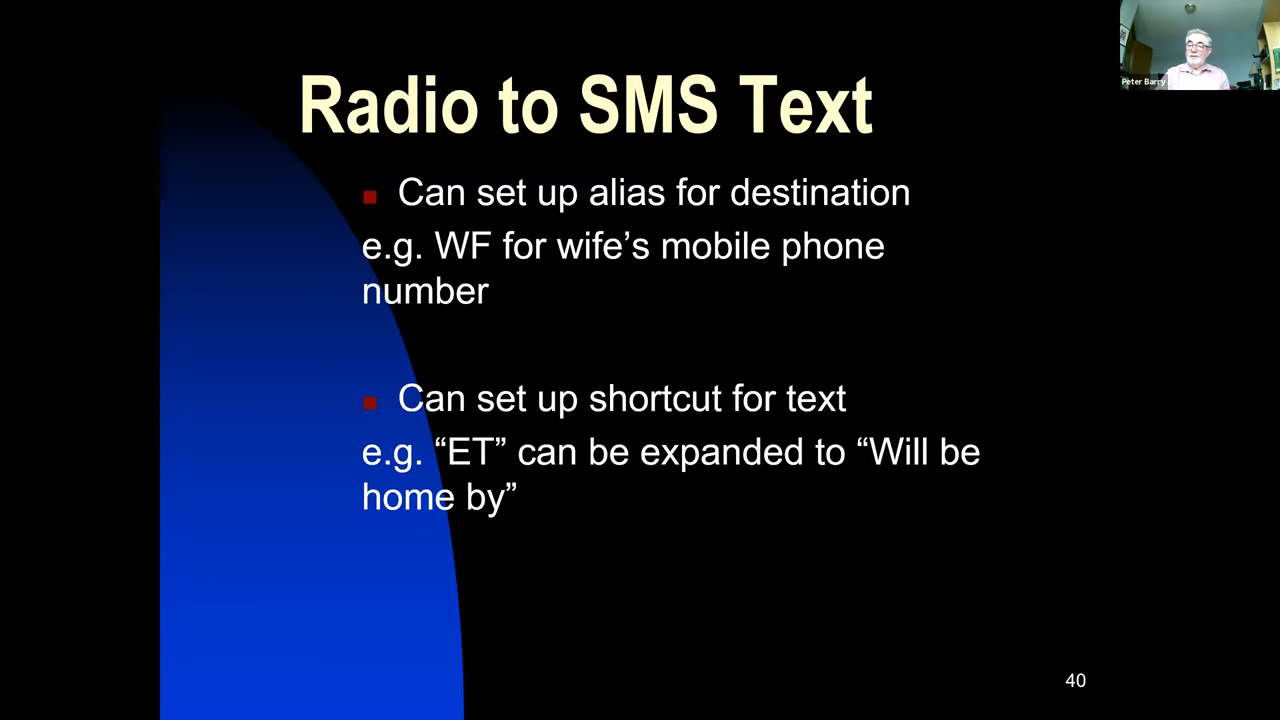 Radio to SMS Text
Peter Barry
Can set up alias for destination
e.g. WF for wife’s mobile phone
number
Can set up shortcut for text
e.g. “ET” can be expanded to “Will be
home by”
40